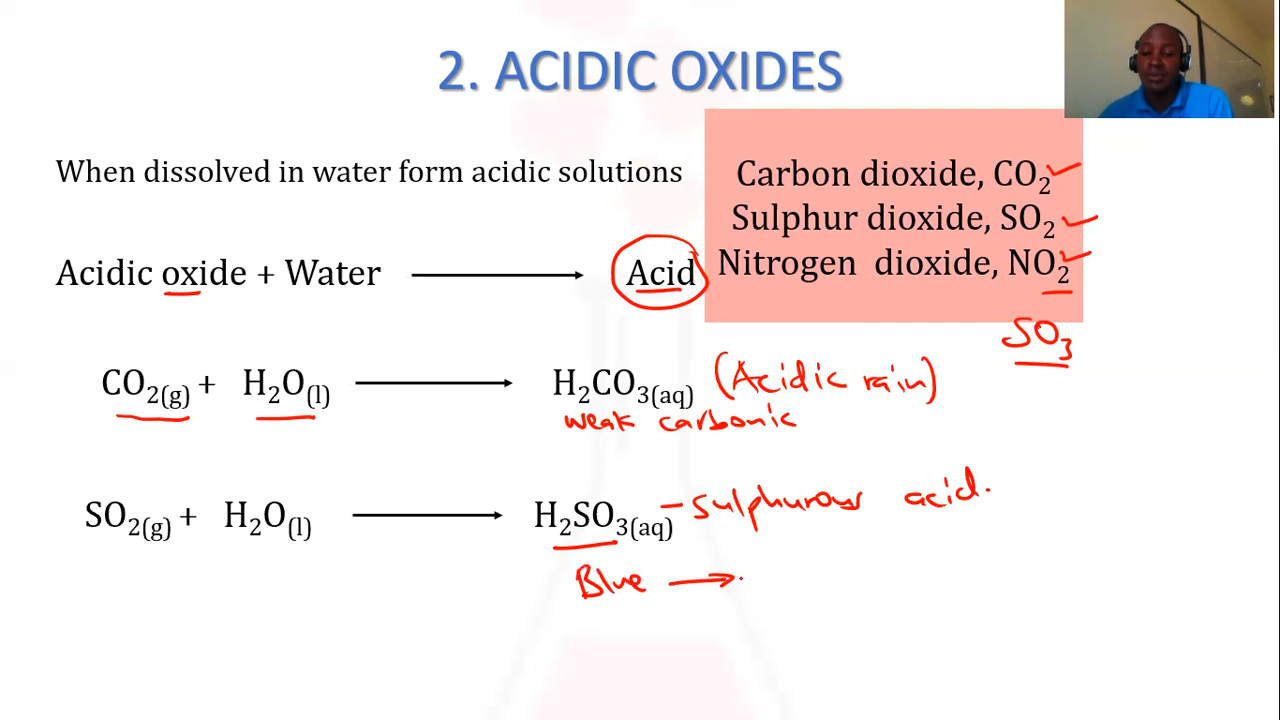 2. ACIDIC OXIDES
When dissolved in water form acidic solutions
Carbon dioxide, CO₂
Sulphur dioxide, SO₂
Nitrogen dioxide, NO₂
Acidic oxide + Water ⟶ Acid
SO₃
CO₂(g) + H₂O(l) ⟶ H₂CO₃(aq) (Acidic rain)
weak carbonic
SO₂(g) + H₂O(l) ⟶ H₂SO₃(aq) – sulphurous acid.
Blue ⟶